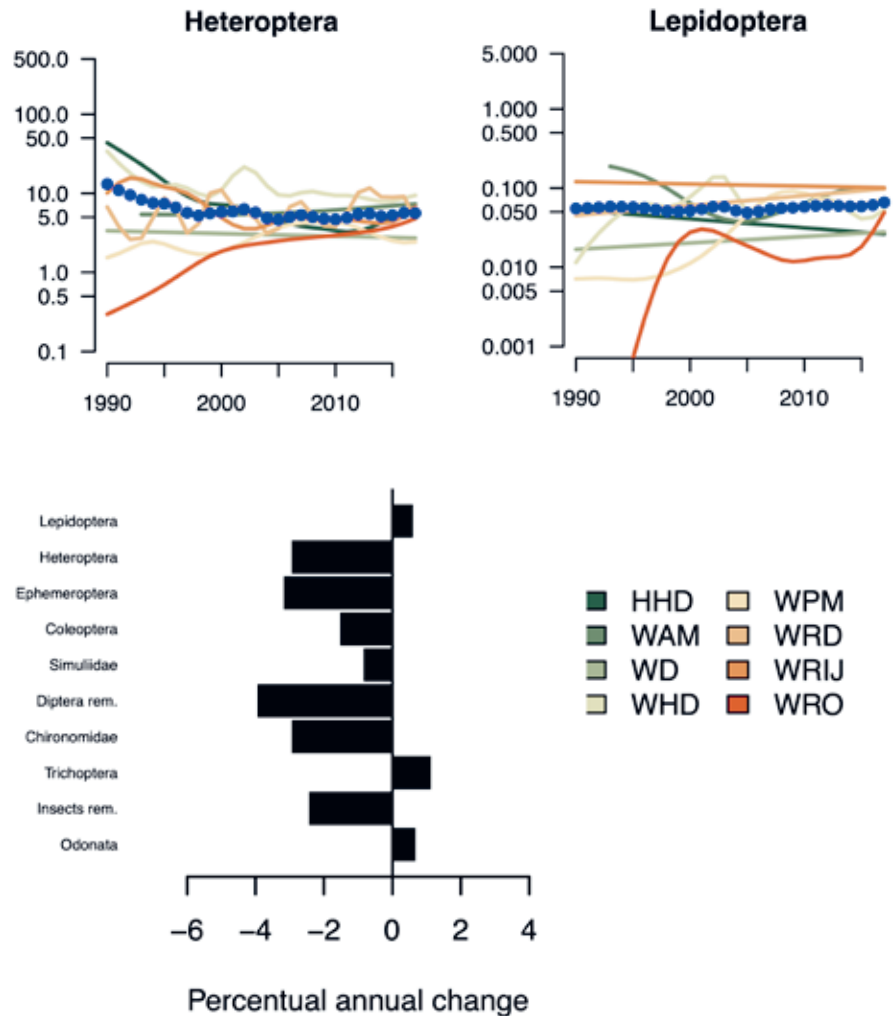 Heteroptera
500.0
100.0
50.0
10.0
5.0
1.0
0.5
0.1
1990
2000
2010
Lepidoptera
5.000
1.000
0.500
0.100
0.050
0.010
0.005
0.001
1990
2000
2010
Lepidoptera
Heteroptera
Ephemeroptera
Coleoptera
Simuliidae
Diptera rem.
Chironomidae
Trichoptera
Insects rem.
Odonata
−6 −4 −2 0 2 4
Percentual annual change
HHD
WAM
WD
WHD
WPM
WRD
WRIJ
WRO